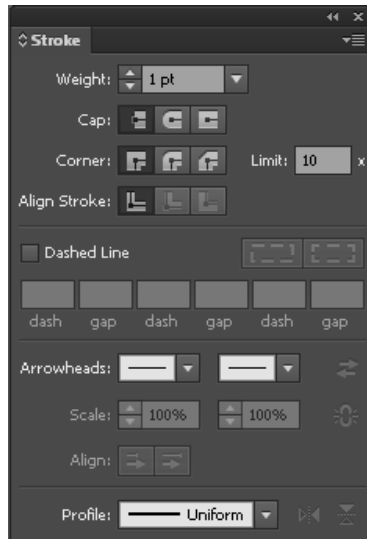 Stroke
Weight: 1 pt
Cap:
Corner: Limit: 10 x
Align Stroke:
Dashed Line
dash gap dash gap dash gap
Arrowheads:
Scale: 100% 100%
Align:
Profile: Uniform